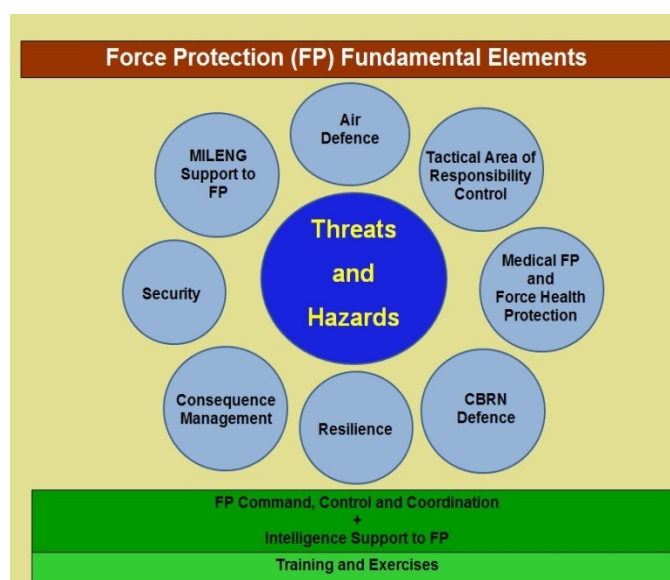 Force Protection (FP) Fundamental Elements
Air
Defence
MILENG
Support to
FP
Tactical Area of
Responsibility
Control
Threats
and
Hazards
Security
Medical FP
and
Force Health
Protection
Consequence
Management
Resilience
CBRN
Defence
FP Command, Control and Coordination
+
Intelligence Support to FP
Training and Exercises